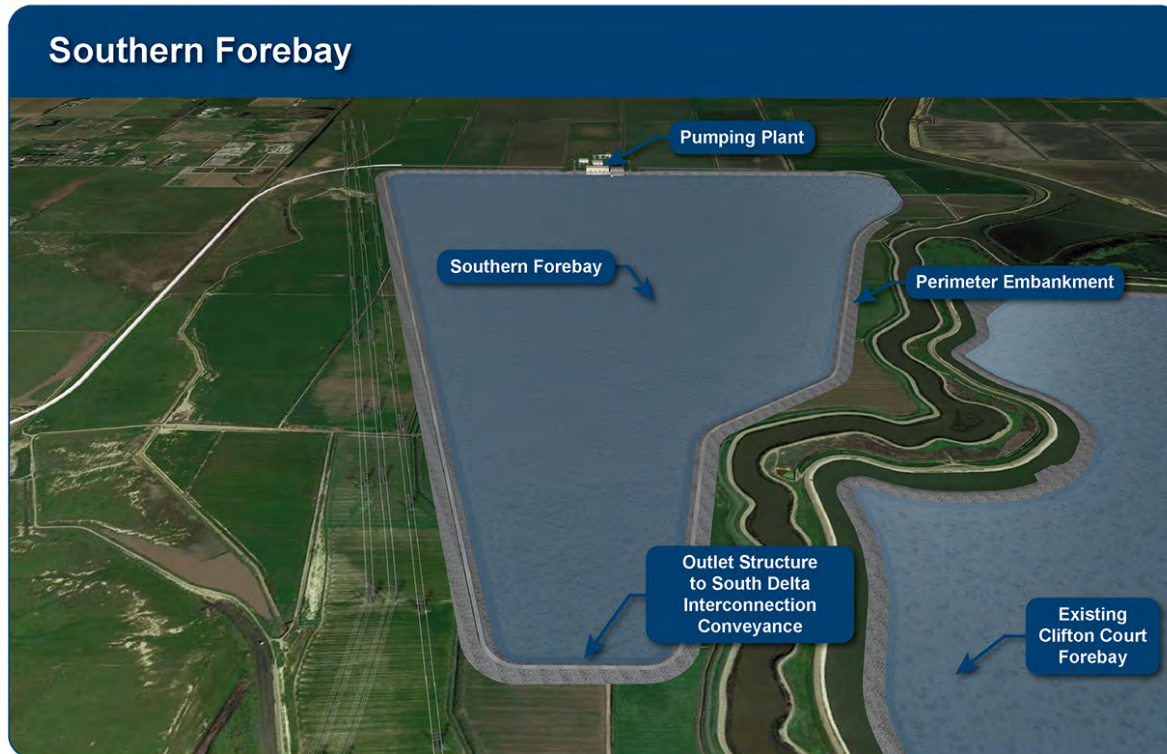 Southern Forebay
Pumping Plant
Southern Forebay
Perimeter Embankment
Outlet Structure
to South Delta
Interconnection
Conveyance
Existing
Clifton Court
Forebay